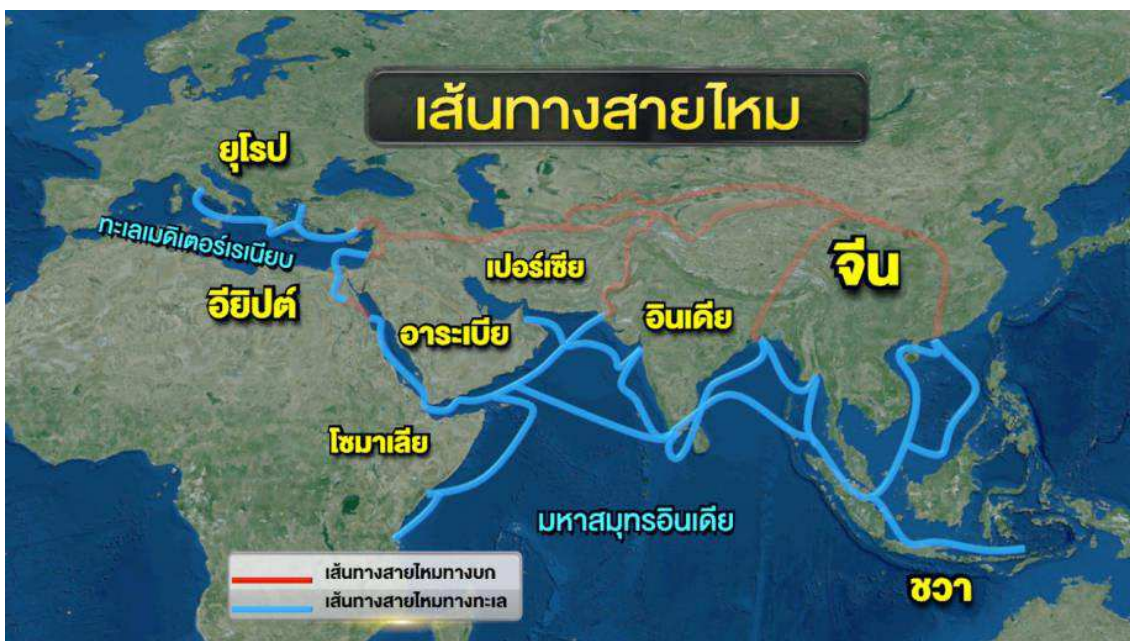 เส้นทางสายไหม
ยุโรป
ทะเลเมดิเตอร์เรเนียบ
เปอร์เซีย
จีน
อียิปต์
อาระเบีย
อินเดีย
โซมาเลีย
มหาสมุทรอินเดีย
เส้นทางสายไหมทางบก
เส้นทางสายไหมทางทะเล
ชวา